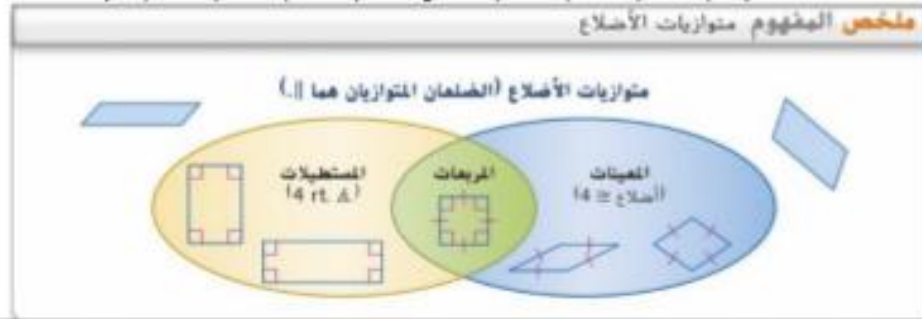 ملخص المفهوم متوازيات الأضلاع
متوازيات الأضلاع (الضلعان المتوازيان هما ||.)
المستطيلات
(4 rt. ∠s)
المربعات
المعينات
(أضلاع ≅ 4)